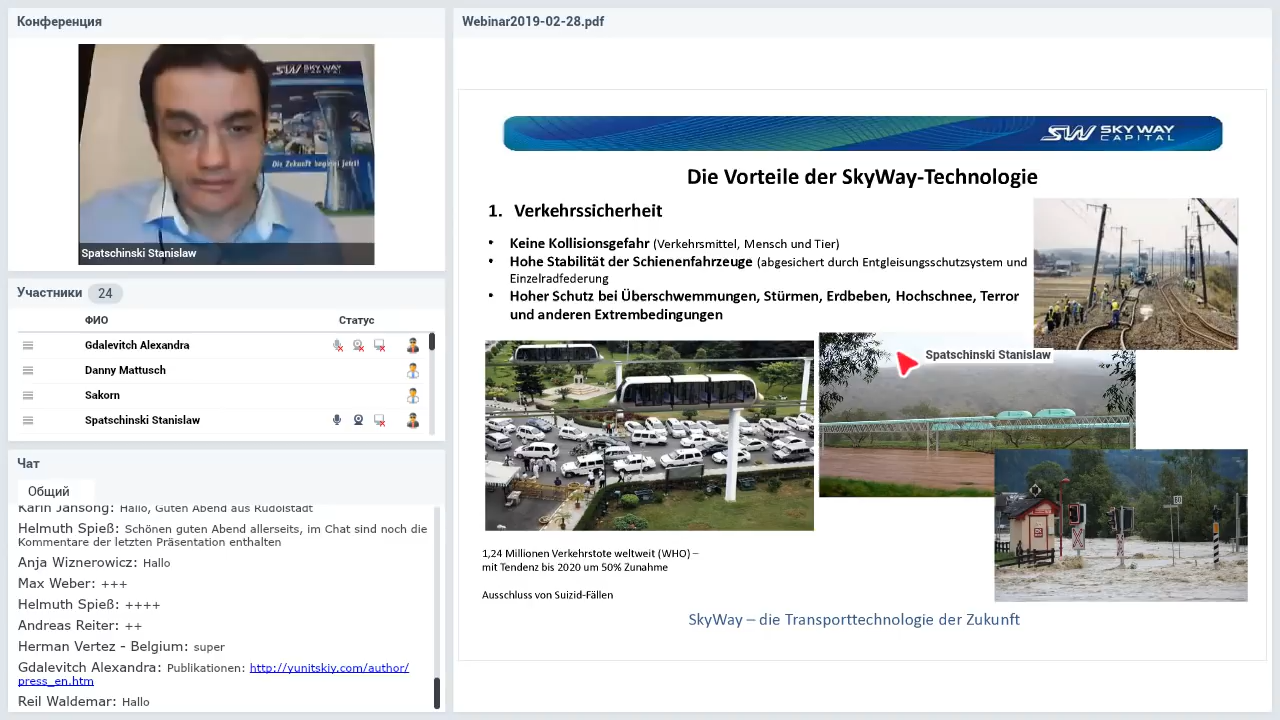 Конференция
SW SKY WAY
CAPITAL
Die Zukunft beginnt jetzt!
Spatschinski Stanislaw
Участники 24
ФИО Статус
Gdalevitch Alexandra
Danny Mattusch
Sakorn
Spatschinski Stanislaw
Чат
Общий
Karin Jansong: Hallo, Guten Abend aus Rudolstadt
Helmuth Spieß: Schönen guten Abend allerseits, im Chat sind noch die
Kommentare der letzten Präsentation enthalten
Anja Wiznerowicz: Hallo
Max Weber: +++
Helmuth Spieß: ++++
Andreas Reiter: ++
Herman Vertez - Belgium: super
Gdalevitch Alexandra: Publikationen: http://yunitskiy.com/author/
press_en.htm
Reil Waldemar: Hallo
Webinar2019-02-28.pdf
SW SKY WAY
CAPITAL
Die Vorteile der SkyWay-Technologie
1. Verkehrssicherheit
• Keine Kollisionsgefahr (Verkehrsmittel, Mensch und Tier)
• Hohe Stabilität der Schienenfahrzeuge (abgesichert durch Entgleisungsschutzsystem und
Einzelradfederung
• Hoher Schutz bei Überschwemmungen, Stürmen, Erdbeben, Hochschnee, Terror
und anderen Extrembedingungen
Spatschinski Stanislaw
1,24 Millionen Verkehrstote weltweit (WHO) –
mit Tendenz bis 2020 um 50% Zunahme
Ausschluss von Suizid-Fällen
SkyWay – die Transporttechnologie der Zukunft